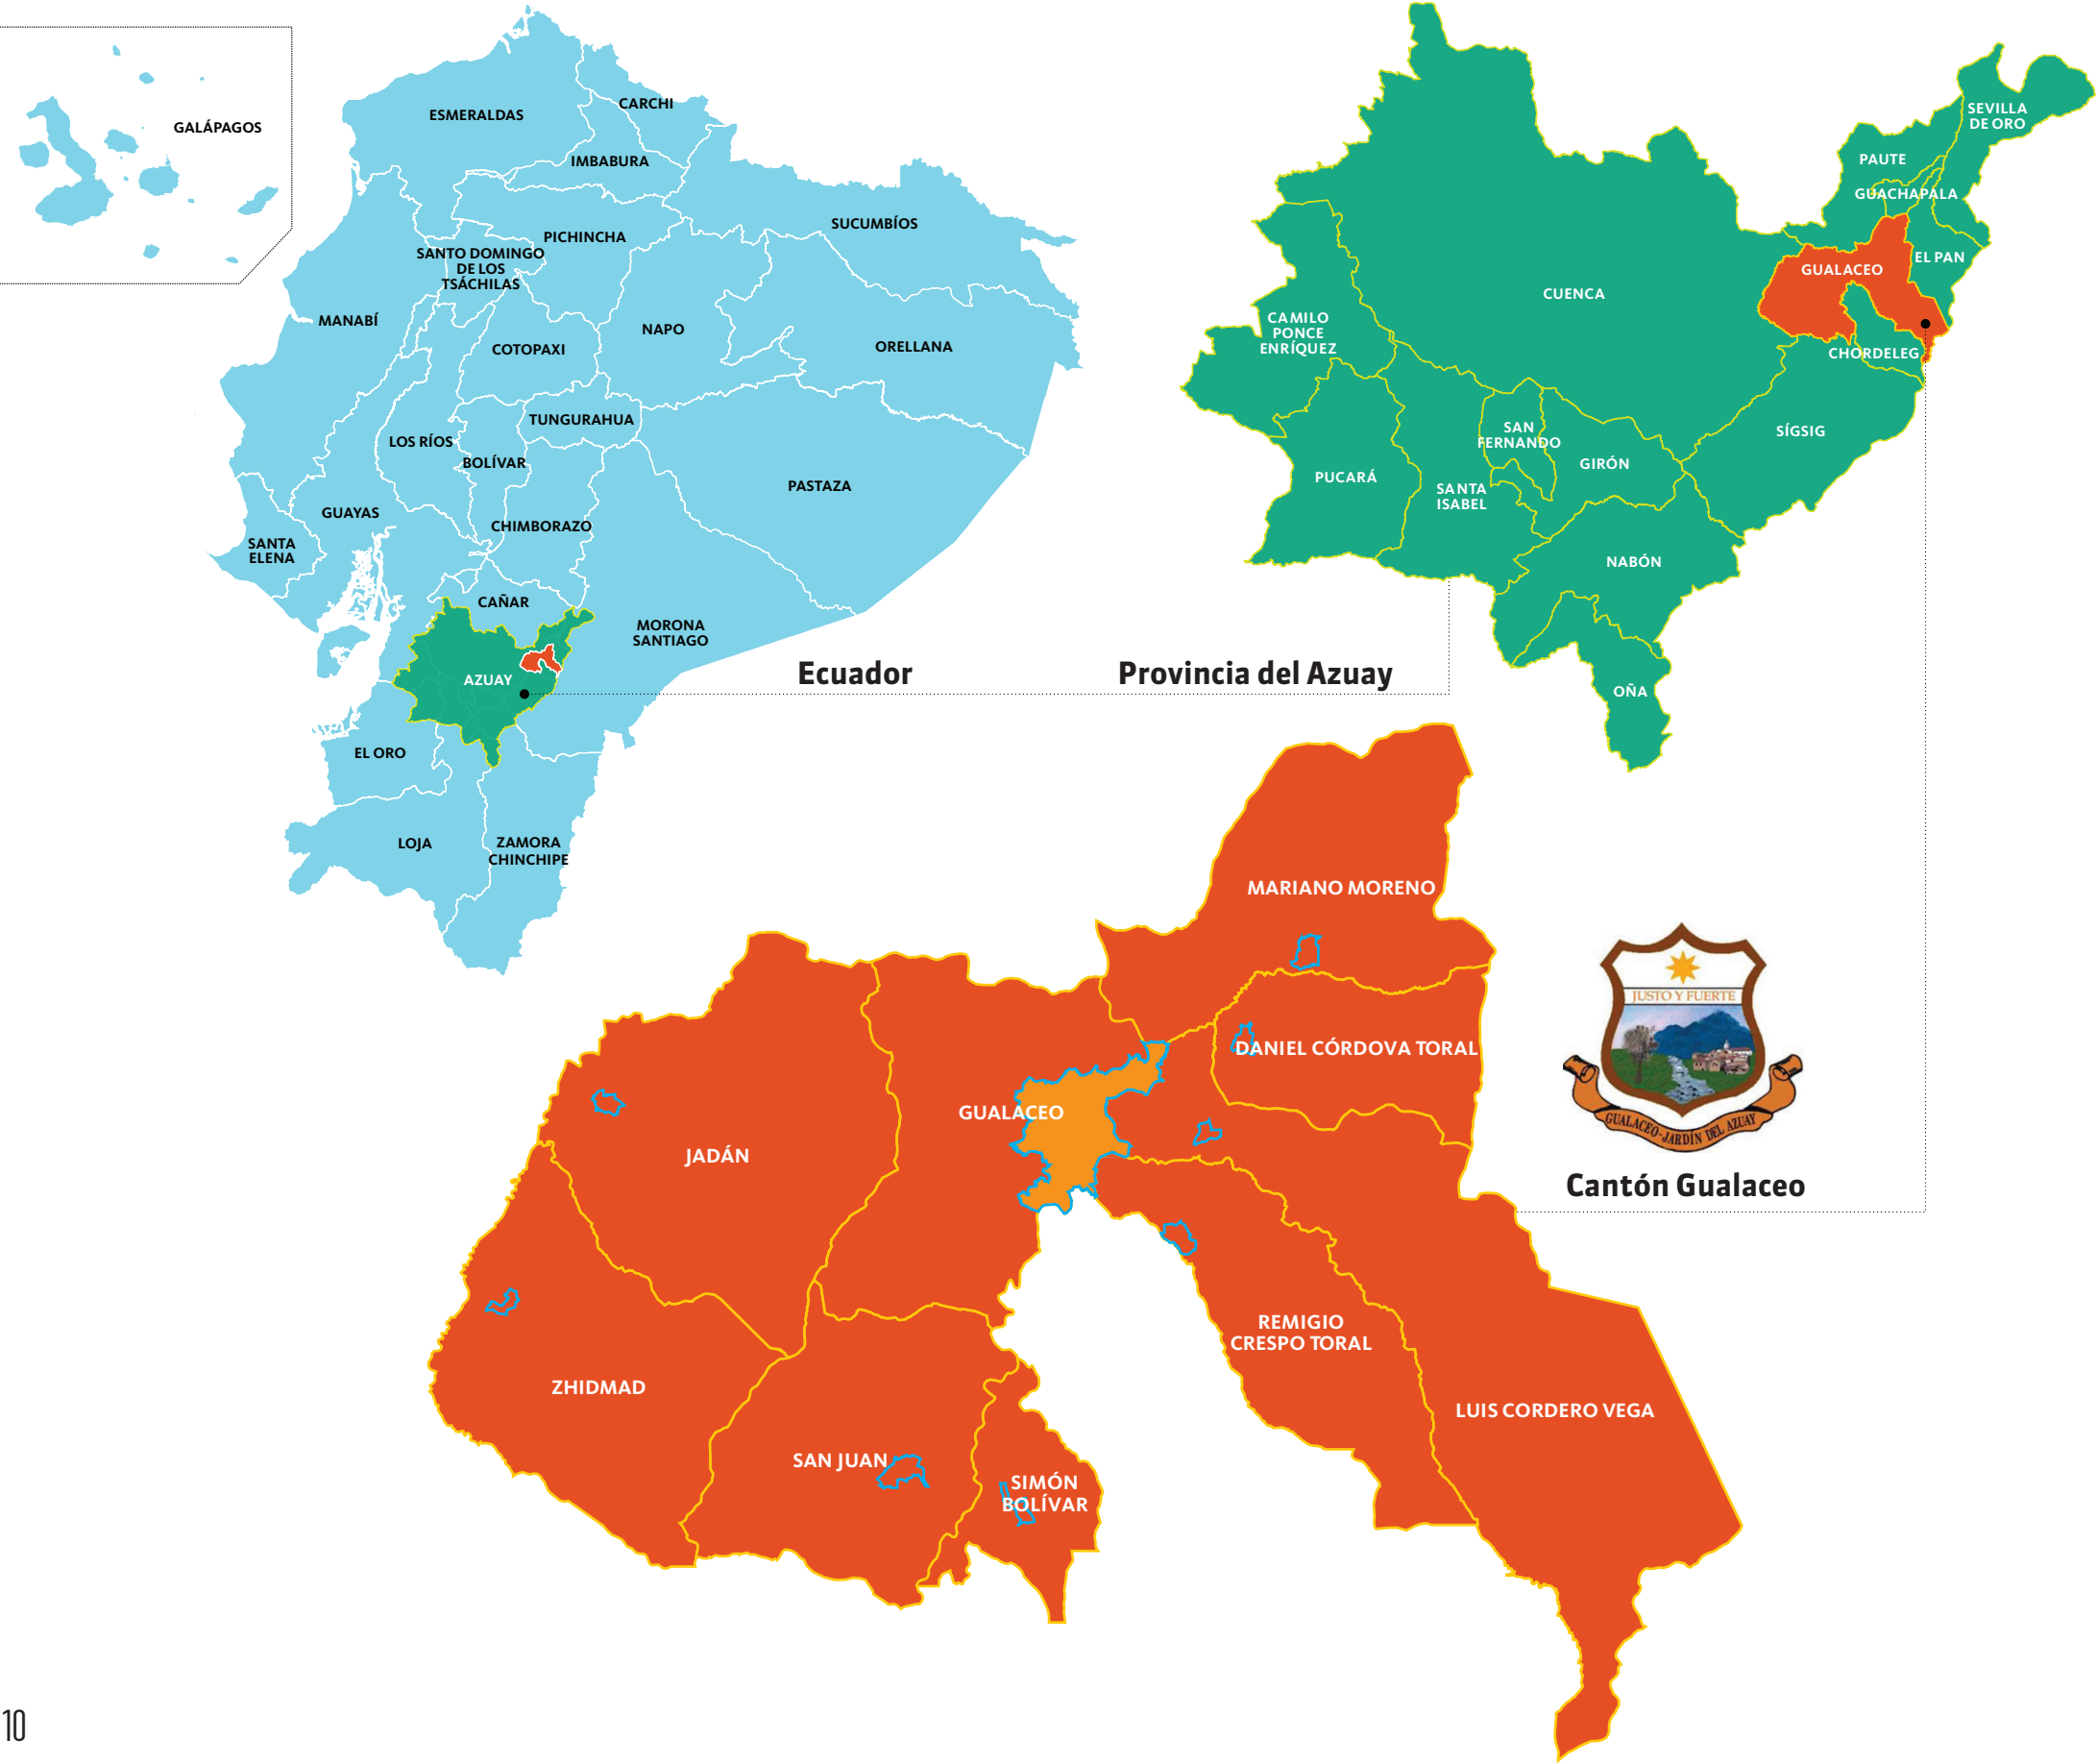 GALÁPAGOS
ESMERALDAS
CARCHI
IMBABURA
SUCUMBÍOS
PICHINCHA
SANTO DOMINGO
DE LOS
TSÁCHILAS
MANABÍ
NAPO
COTOPAXI
ORELLANA
TUNGURAHUA
LOS RÍOS
BOLÍVAR
PASTAZA
GUAYAS
CHIMBORAZO
SANTA
ELENA
CAÑAR
MORONA
SANTIAGO
AZUAY
EL ORO
LOJA
ZAMORA
CHINCHIPE
Ecuador
SEVILLA
DE ORO
PAUTE
GUACHAPALA
EL PAN
GUALACEO
CUENCA
CAMILO
PONCE
ENRÍQUEZ
CHORDELEG
SAN
FERNANDO
SÍGSIG
GIRÓN
PUCARÁ
SANTA
ISABEL
NABÓN
OÑA
Provincia del Azuay
MARIANO MORENO
DANIEL CÓRDOVA TORAL
GUALACEO
JADÁN
REMIGIO
CRESPO TORAL
ZHIDMAD
LUIS CORDERO VEGA
SAN JUAN
SIMÓN
BOLÍVAR
JUSTO Y FUERTE
GUALACEO-JARDÍN DEL AZUAY
Cantón Gualaceo
10